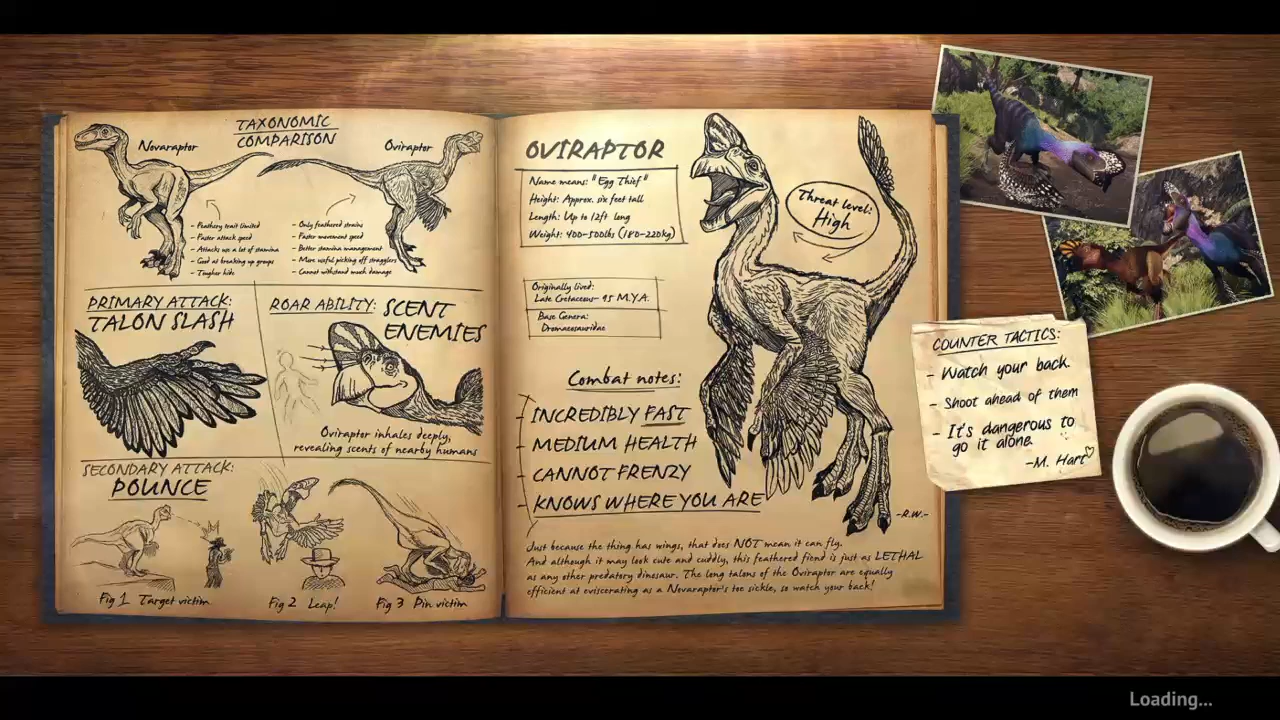 TAXONOMIC
COMPARISON
Novaraptor
Oviraptor
- Feathery trait limited
- Faster attack speed
- Attacks use a lot of stamina
- Good at breaking up groups
- Tougher hide
- Only feathered strains
- Faster movement speed
- Better stamina management
- More useful picking off stragglers
- Cannot withstand much damage
PRIMARY ATTACK:
TALON SLASH
ROAR ABILITY: SCENT
ENEMIES
Oviraptor inhales deeply,
revealing scents of nearby humans
SECONDARY ATTACK:
POUNCE
Fig 1 Target victim
Fig 2 Leap!
Fig 3 Pin victim
OVIRAPTOR
Name means: "Egg Thief"
Height: Approx. six feet tall
Length: Up to 12ft long
Weight: 400-500lbs (180-220kg)
Threat level:
High
Originally lived:
Late Cretaceous- 95 M.Y.A.
Base Genera:
Dromaeosauridae
Combat notes:
- INCREDIBLY FAST
- MEDIUM HEALTH
- CANNOT FRENZY
- KNOWS WHERE YOU ARE
-R.W.-
Just because the thing has wings, that does NOT mean it can fly.
And although it may look cute and cuddly, this feathered fiend is just as LETHAL
as any other predatory dinosaur. The long talons of the Oviraptor are equally
efficient at eviscerating as a Novaraptor's toe sickle, so watch your back!
COUNTER TACTICS:
- Watch your back.
- Shoot ahead of them
- It's dangerous to
go it alone.
-M. Hart
Loading...